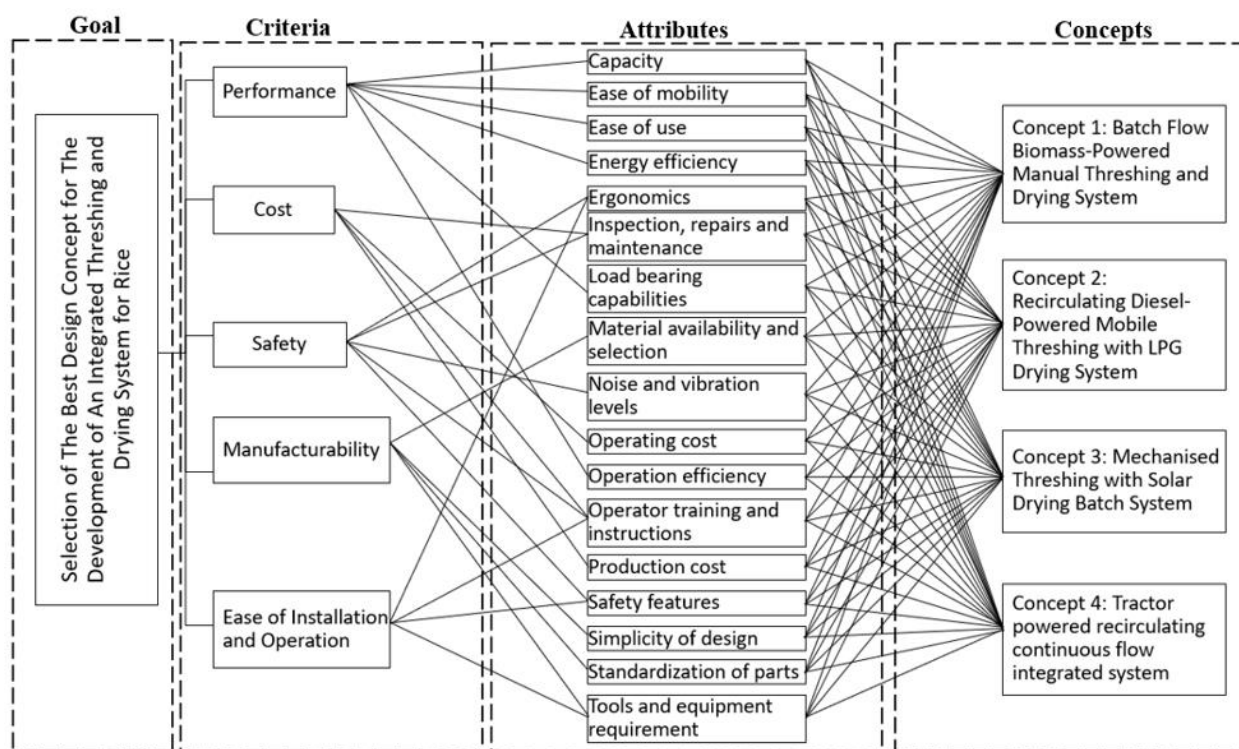 Goal
Criteria
Attributes
Concepts
Selection of The Best Design Concept for The
Development of An Integrated Threshing and
Drying System for Rice
Performance
Cost
Safety
Manufacturability
Ease of Installation
and Operation
Capacity
Ease of mobility
Ease of use
Energy efficiency
Ergonomics
Inspection, repairs and
maintenance
Load bearing
capabilities
Material availability and
selection
Noise and vibration
levels
Operating cost
Operation efficiency
Operator training and
instructions
Production cost
Safety features
Simplicity of design
Standardization of parts
Tools and equipment
requirement
Concept 1: Batch Flow
Biomass-Powered
Manual Threshing and
Drying System
Concept 2:
Recirculating Diesel-
Powered Mobile
Threshing with LPG
Drying System
Concept 3: Mechanised
Threshing with Solar
Drying Batch System
Concept 4: Tractor
powered recirculating
continuous flow
integrated system